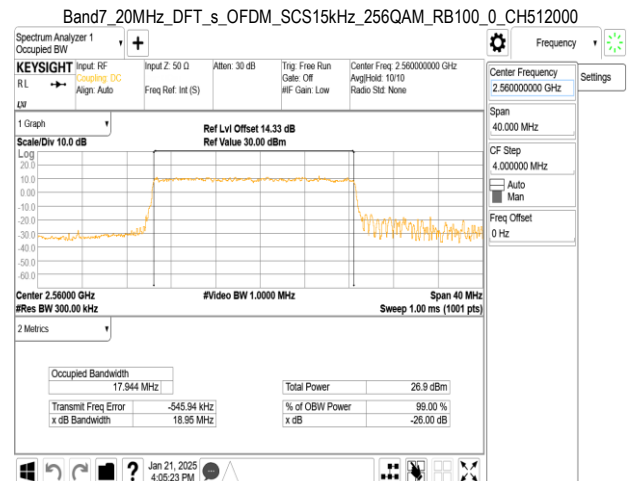 Band7_20MHz_DFT_s_OFDM_SCS15kHz_256QAM_RB100_0_CH512000
Spectrum Analyzer 1
Occupied BW
Frequency
KEYSIGHT
RL
LXI
Input: RF
Coupling: DC
Align: Auto
Input Z: 50 Ω
Freq Ref: Int (S)
Atten: 30 dB
Trig: Free Run
Gate: Off
#IF Gain: Low
Center Freq: 2.560000000 GHz
Avg|Hold: 10/10
Radio Std: None
Center Frequency
2.560000000 GHz
Settings
Span
40.000 MHz
CF Step
4.000000 MHz
Auto
Man
Freq Offset
0 Hz
1 Graph
Scale/Div 10.0 dB
Ref Lvl Offset 14.33 dB
Ref Value 30.00 dBm
Log
20.0
10.0
0.00
-10.0
-20.0
-30.0
-40.0
-50.0
-60.0
Center 2.56000 GHz
#Video BW 1.0000 MHz
Span 40 MHz
#Res BW 300.00 kHz
Sweep 1.00 ms (1001 pts)
2 Metrics
Occupied Bandwidth
17.944 MHz
Total Power 26.9 dBm
Transmit Freq Error -545.94 kHz
% of OBW Power 99.00 %
x dB Bandwidth 18.95 MHz
x dB -26.00 dB
?
Jan 21, 2025
4:05:23 PM